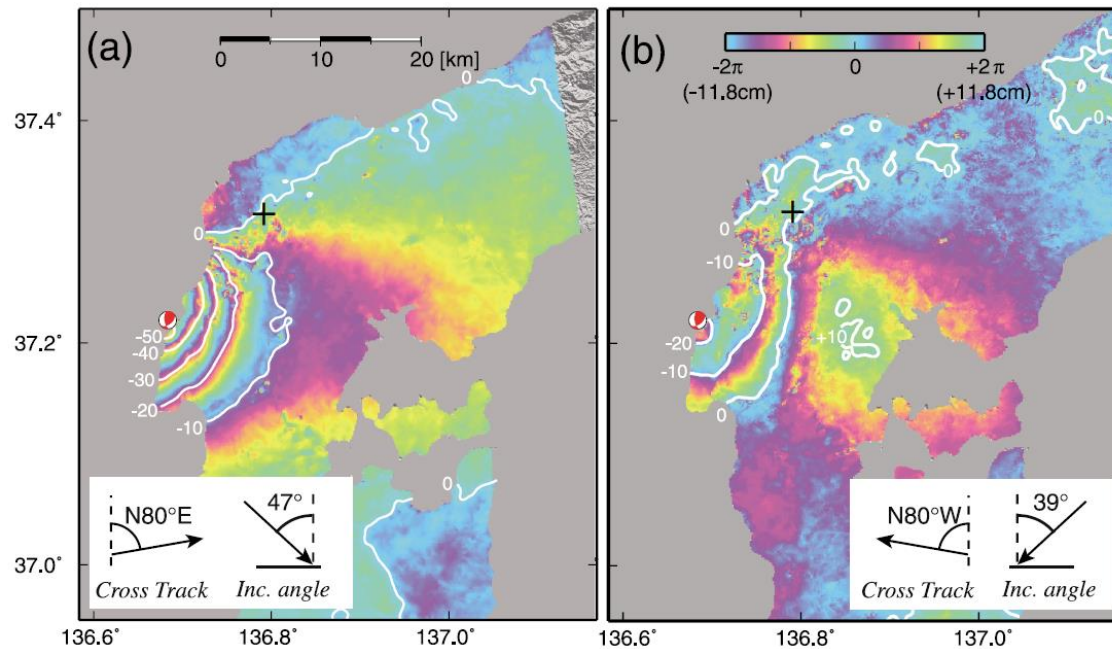 (a)
0 10 20 [km]
0
37.4˚
37.2˚
37.0˚
0
-50
-40
-30
-20
-10
0
N80°E
47°
Cross Track
Inc. angle
136.6˚ 136.8˚ 137.0˚
(b)
-2π 0 +2π
(-11.8cm) (+11.8cm)
0
0
0
-10
+10
-20
-10
0
N80°W
39°
Cross Track
Inc. angle
136.6˚ 136.8˚ 137.0˚